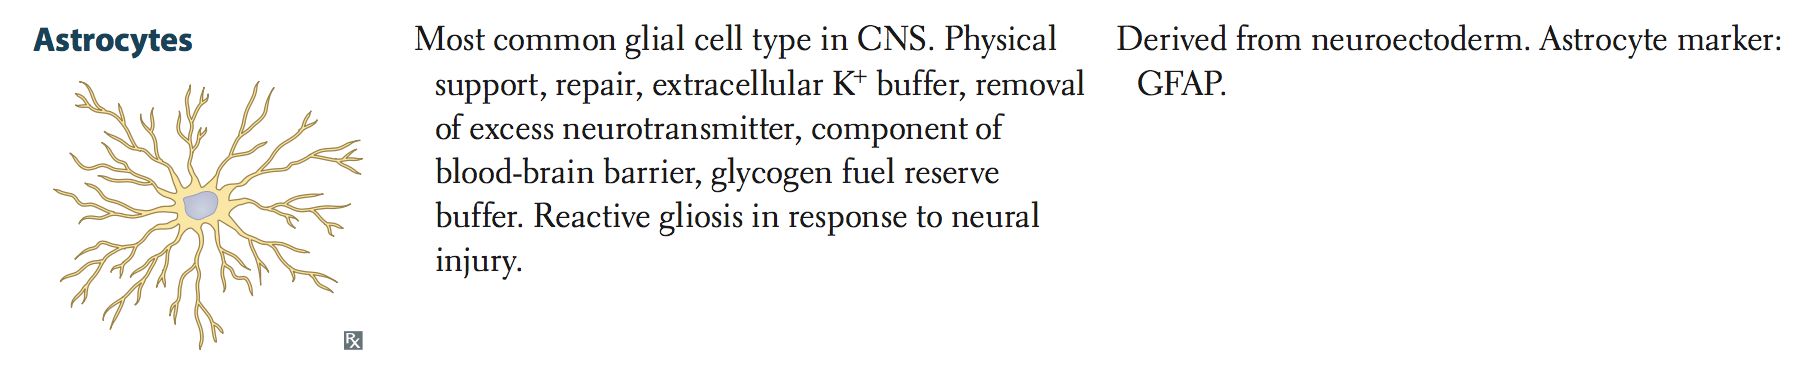 Astrocytes
Most common glial cell type in CNS. Physical
support, repair, extracellular K⁺ buffer, removal
of excess neurotransmitter, component of
blood-brain barrier, glycogen fuel reserve
buffer. Reactive gliosis in response to neural
injury.
Derived from neuroectoderm. Astrocyte marker:
GFAP.
Rx